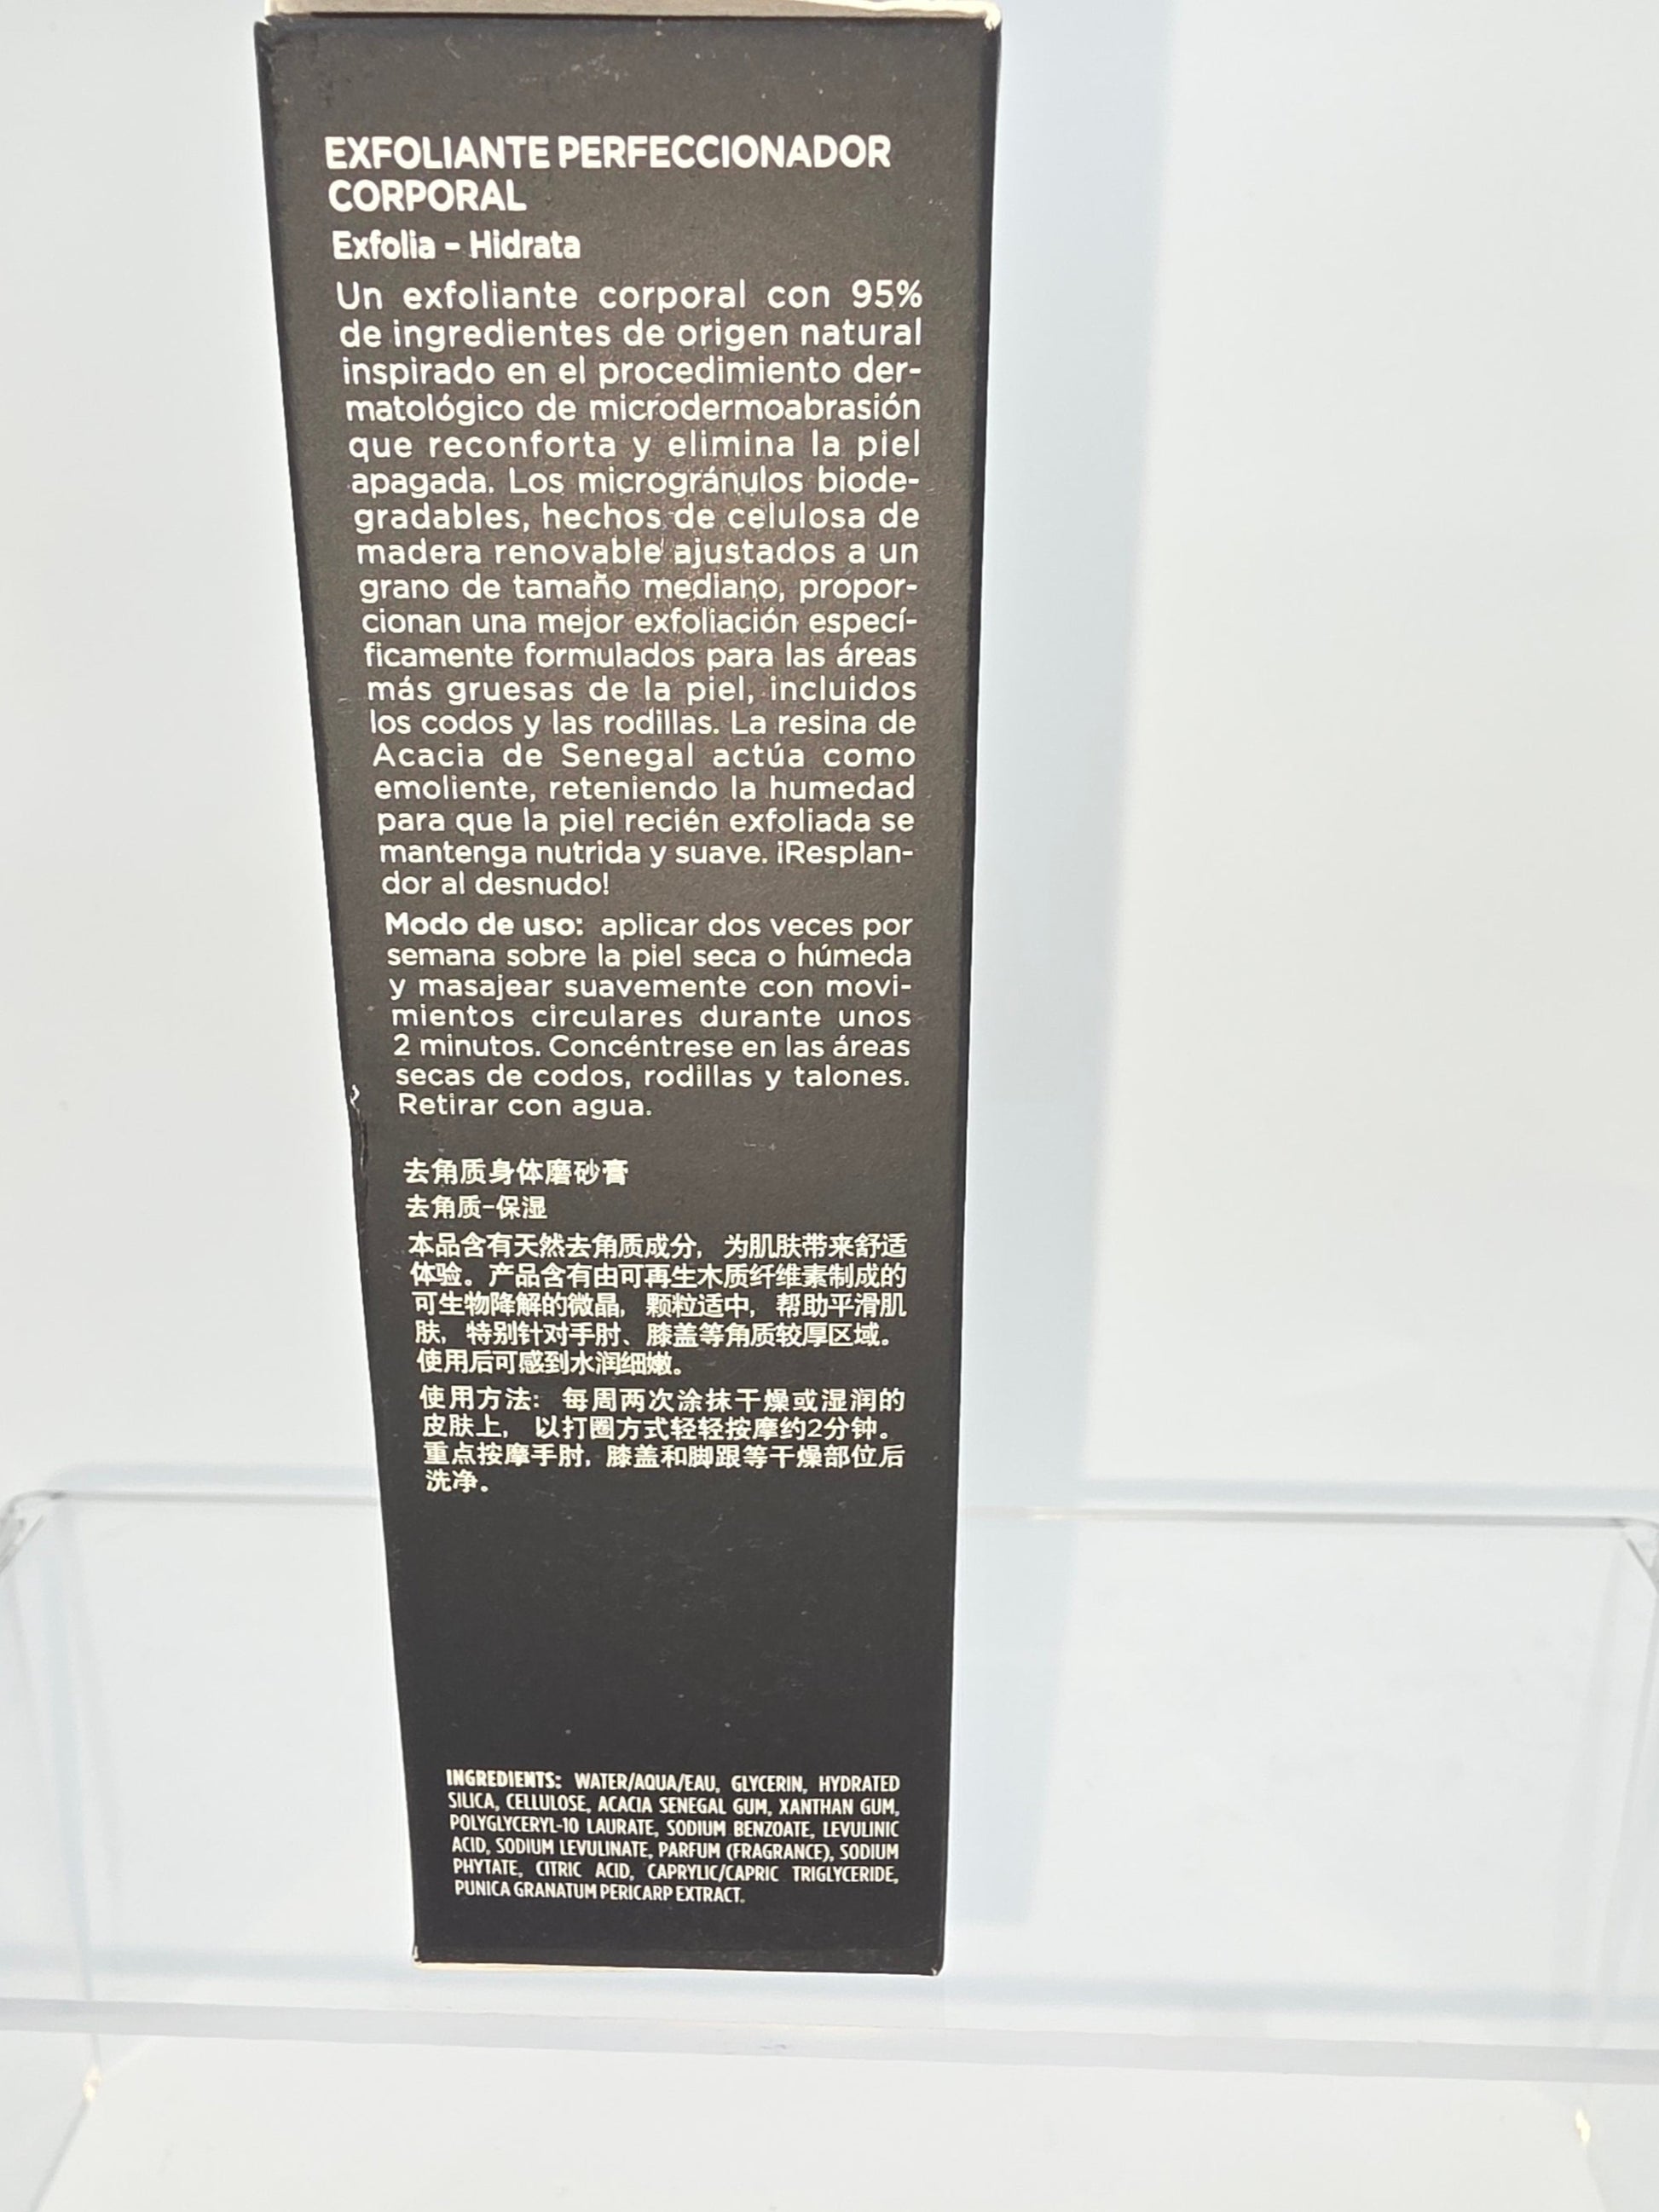 EXFOLIANTE PERFECCIONADOR
CORPORAL
Exfolia - Hidrata
Un exfoliante corporal con 95%
de ingredientes de origen natural
inspirado en el procedimiento der-
matológico de microdermoabrasión
que reconforta y elimina la piel
apagada. Los microgránulos biode-
gradables, hechos de celulosa de
madera renovable ajustados a un
grano de tamaño mediano, propor-
cionan una mejor exfoliación especí-
ficamente formulados para las áreas
más gruesas de la piel, incluidos
los codos y las rodillas. La resina de
Acacia de Senegal actúa como
emoliente, reteniendo la humedad
para que la piel recién exfoliada se
mantenga nutrida y suave. ¡Resplan-
dor al desnudo!
Modo de uso: aplicar dos veces por
semana sobre la piel seca o húmeda
y masajear suavemente con movi-
mientos circulares durante unos
2 minutos. Concéntrese en las áreas
secas de codos, rodillas y talones.
Retirar con agua.
去角质身体磨砂膏
去角质-保湿
本品含有天然去角质成分，为肌肤带来舒适
体验。产品含有由可再生木质纤维素制成的
可生物降解的微晶，颗粒适中，帮助平滑肌
肤，特别针对手肘、膝盖等角质较厚区域。
使用后可感到水润细嫩。
使用方法：每周两次涂抹干燥或湿润的
皮肤上，以打圈方式轻轻按摩约2分钟。
重点按摩手肘，膝盖和脚跟等干燥部位后
洗净。
INGREDIENTS: WATER/AQUA/EAU, GLYCERIN, HYDRATED
SILICA, CELLULOSE, ACACIA SENEGAL GUM, XANTHAN GUM,
POLYGLYCERYL-10 LAURATE, SODIUM BENZOATE, LEVULINIC
ACID, SODIUM LEVULINATE, PARFUM (FRAGRANCE), SODIUM
PHYTATE, CITRIC ACID, CAPRYLIC/CAPRIC TRIGLYCERIDE,
PUNICA GRANATUM PERICARP EXTRACT.